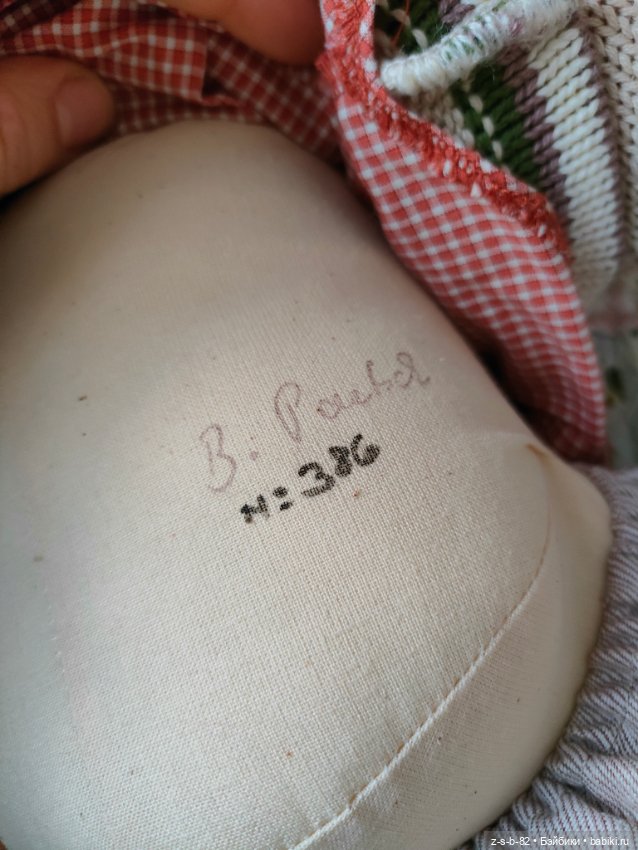 B.
N: 386
z-s-b-82 • Бэйбики • babiki.ru